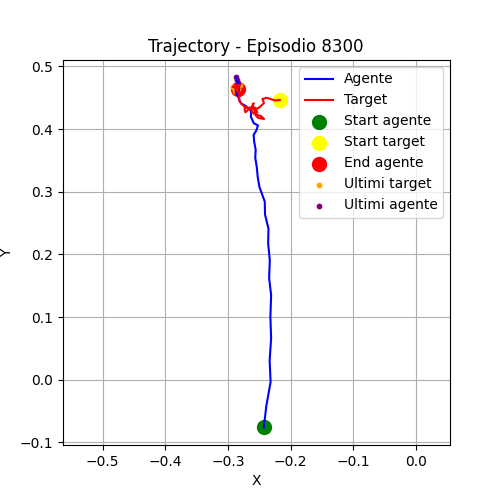 Trajectory - Episodio 8300
Agente
Target
Start agente
Start target
End agente
Ultimi target
Ultimi agente
Y
0.5
0.4
0.3
0.2
0.1
0.0
−0.1
−0.5
−0.4
−0.3
−0.2
−0.1
0.0
X